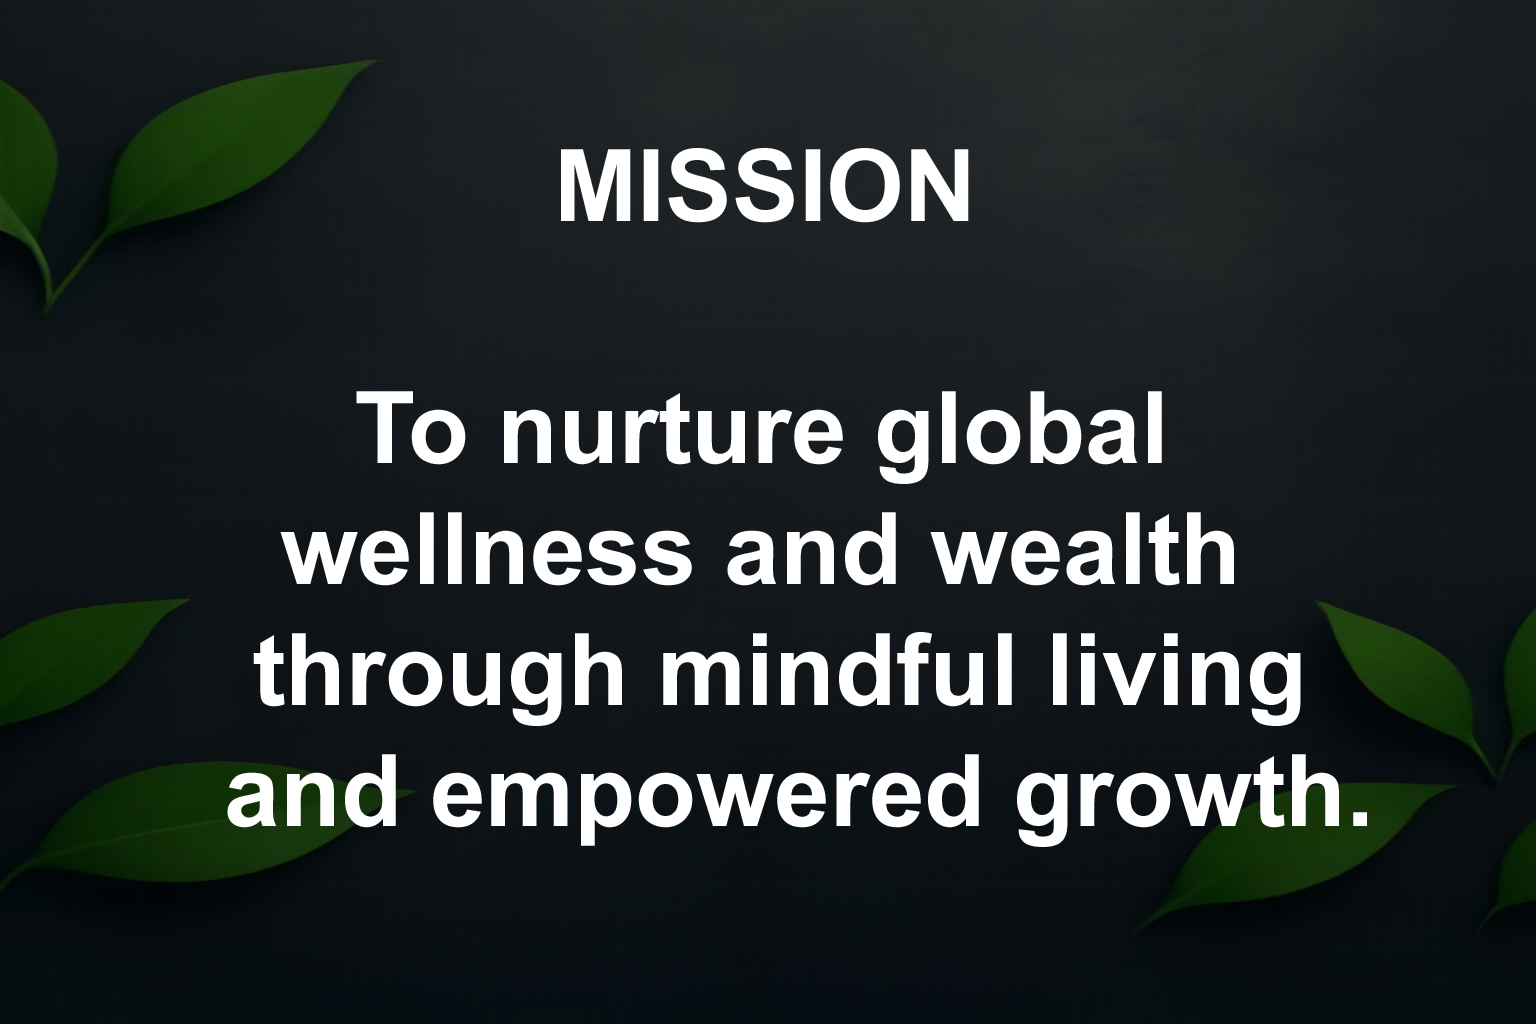 MISSION
To nurture global
wellness and wealth
through mindful living
and empowered growth.